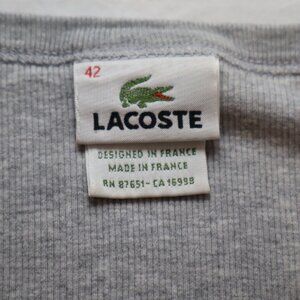 42
LACOSTE
DESIGNED IN FRANCE
MADE IN FRANCE
RN 87651-CA 16998